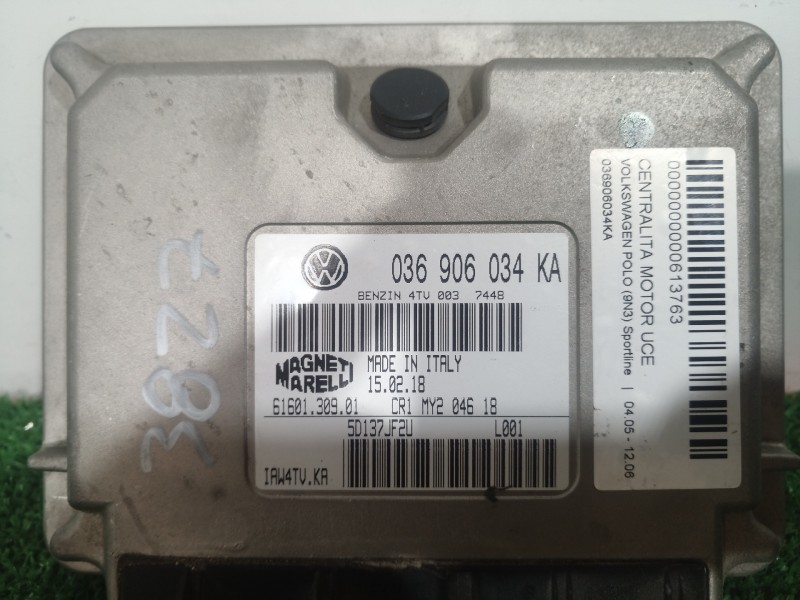 036 906 034 KA
BENZIN 4TV 003 7448
MAGNETI
MARELLI
MADE IN ITALY
15.02.18
61601.309.01 CR1 MY2 046 18
5D137JF2U L001
IAW4TV.KA
0000000000613763
CENTRALITA MOTOR UCE
VOLKSWAGEN POLO (9N3) Sportline | 04.05 - 12.06
036906034KA